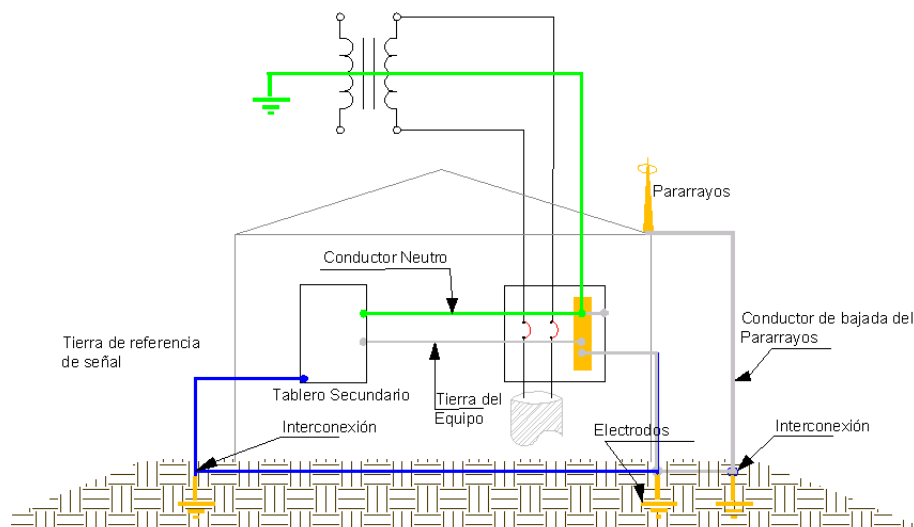 Pararrayos
Conductor Neutro
Conductor de bajada del
Pararrayos
Tierra de referencia
de señal
Tablero Secundario
Tierra del
Equipo
Interconexión
Electrodos
Interconexión